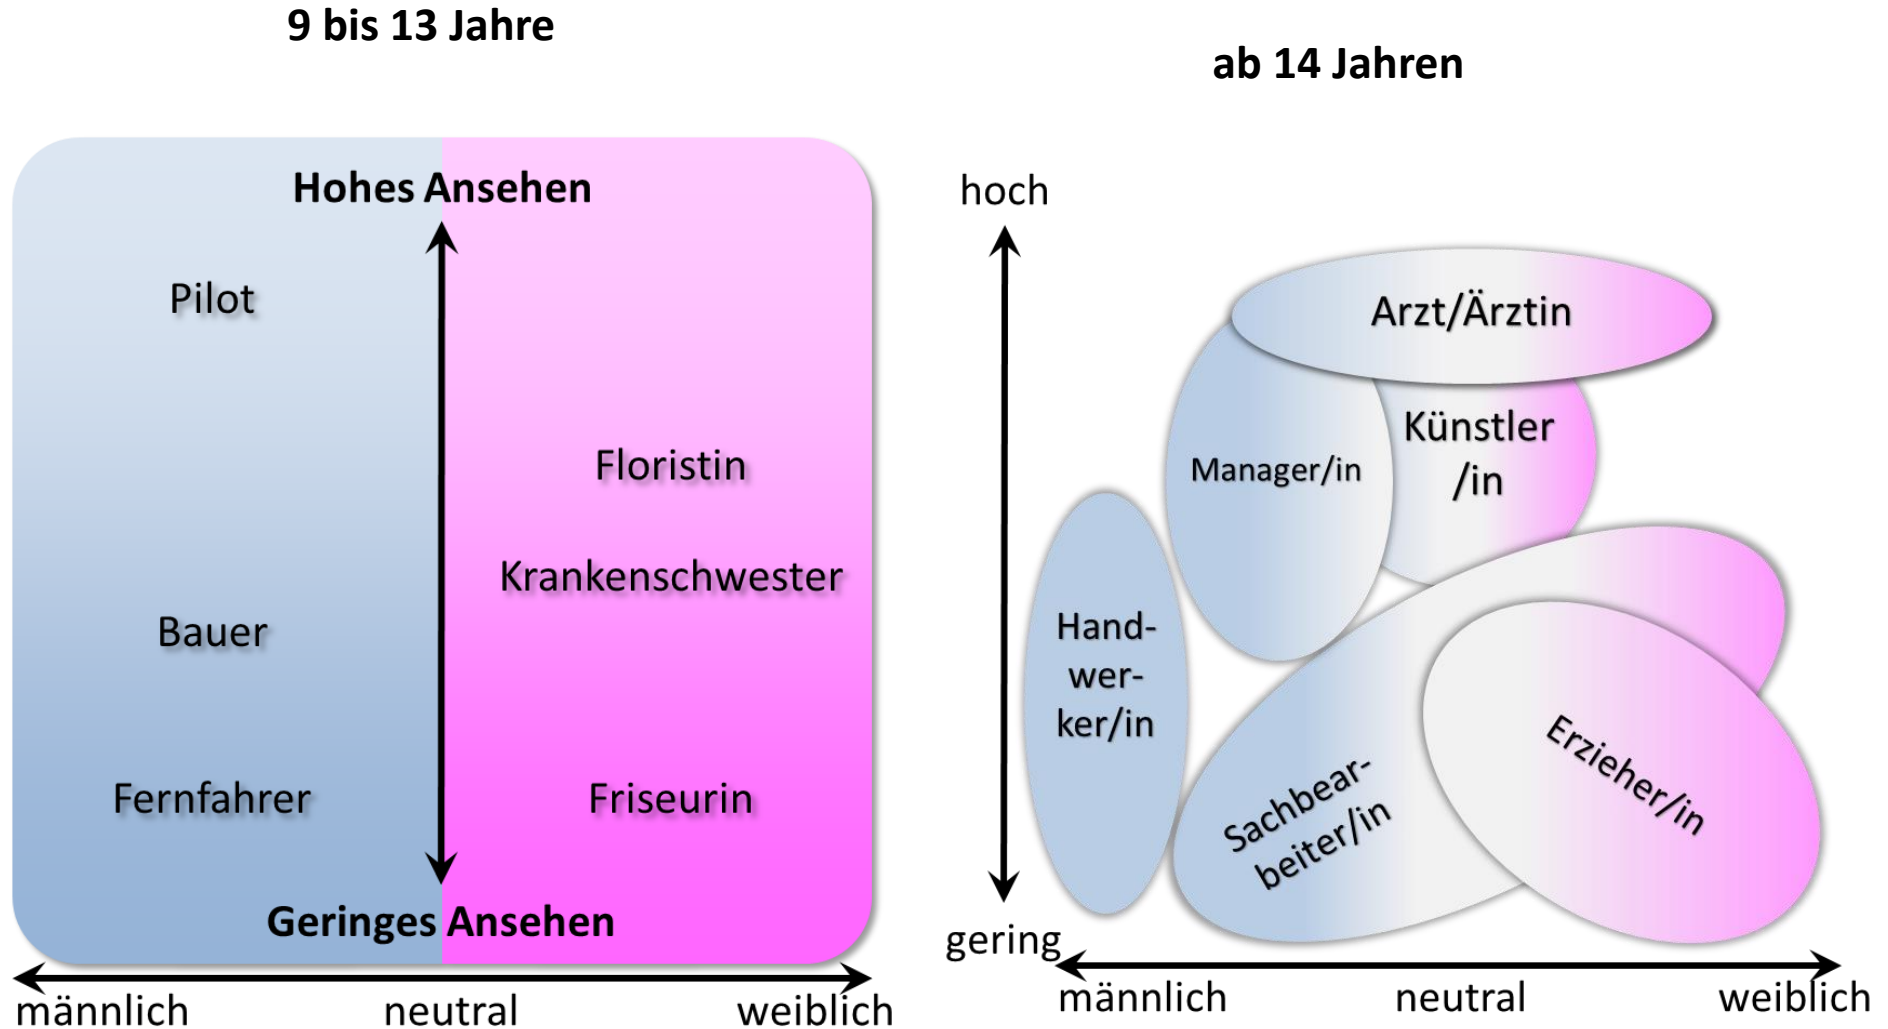 9 bis 13 Jahre
Hohes Ansehen
Pilot
Floristin
Krankenschwester
Bauer
Fernfahrer
Friseurin
Geringes Ansehen
männlich
neutral
weiblich
ab 14 Jahren
hoch
Arzt/Ärztin
Künstler
/in
Manager/in
Hand-
wer-
ker/in
Sachbear-
beiter/in
Erzieher/in
gering
männlich
neutral
weiblich